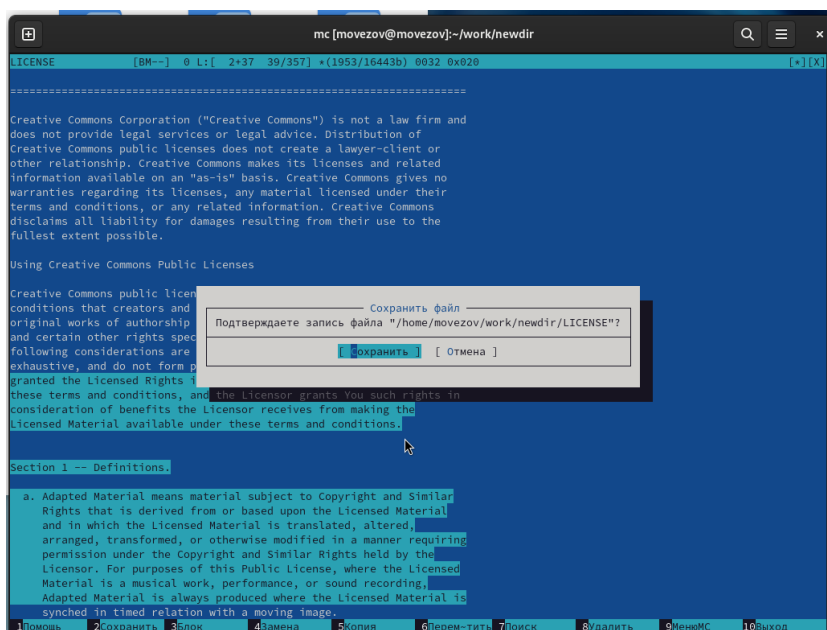 mc [movezov@movezov]:~/work/newdir
LICENSE [BM--] 0 L:[ 2+37 39/357] *(1953/16443b) 0032 0x020 [*][X]
=======================================================================
Creative Commons Corporation ("Creative Commons") is not a law firm and
does not provide legal services or legal advice. Distribution of
Creative Commons public licenses does not create a lawyer-client or
other relationship. Creative Commons makes its licenses and related
information available on an "as-is" basis. Creative Commons gives no
warranties regarding its licenses, any material licensed under their
terms and conditions, or any related information. Creative Commons
disclaims all liability for damages resulting from their use to the
fullest extent possible.
Using Creative Commons Public Licenses
Creative Commons public licen
conditions that creators and
original works of authorship
and certain other rights spec
following considerations are
exhaustive, and do not form p
granted the Licensed Rights i
Сохранить файл
Подтверждаете запись файла "/home/movezov/work/newdir/LICENSE"?
[ Сохранить ] [ Отмена ]
these terms and conditions, and the Licensor grants You such rights in
consideration of benefits the Licensor receives from making the
Licensed Material available under these terms and conditions.
Section 1 -- Definitions.
a. Adapted Material means material subject to Copyright and Similar
Rights that is derived from or based upon the Licensed Material
and in which the Licensed Material is translated, altered,
arranged, transformed, or otherwise modified in a manner requiring
permission under the Copyright and Similar Rights held by the
Licensor. For purposes of this Public License, where the Licensed
Material is a musical work, performance, or sound recording,
Adapted Material is always produced where the Licensed Material is
synched in timed relation with a moving image.
1Помощь 2Сохранить 3Блок 4Замена 5Копия 6Перем~тить 7Поиск 8Удалить 9МенюМС 10Выход